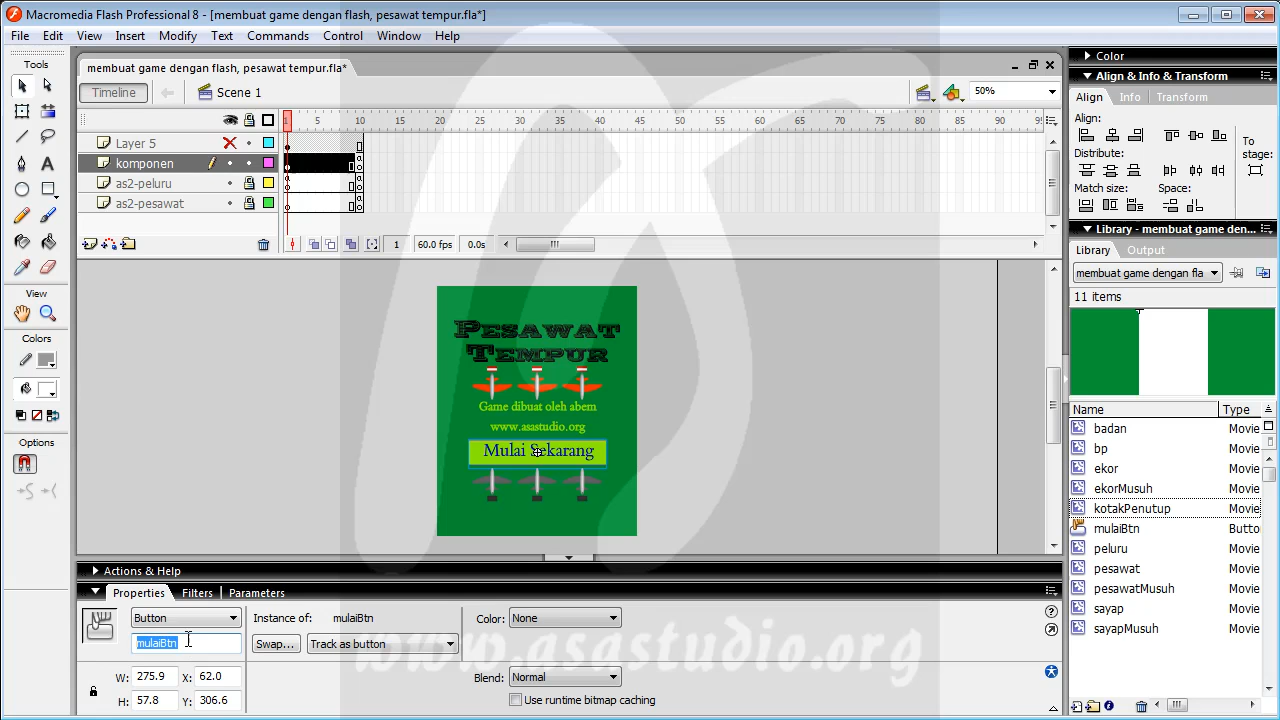 Macromedia Flash Professional 8 - [membuat game dengan flash, pesawat tempur.fla*]
File Edit View Insert Modify Text Commands Control Window Help
Tools
View
Colors
Options
membuat game dengan flash, pesawat tempur.fla*
Timeline
Scene 1
50%
1 5 10 15 20 25 30 35 40 45 50 55 60 65 70 75 80 85 90
Layer 5
komponen
as2-peluru
as2-pesawat
1 60.0 fps 0.0s
PESAWAT
TEMPUR
Game dibuat oleh abem
www.asastudio.org
Mulai Sekarang
Actions & Help
Properties Filters Parameters
Button
Instance of: mulaiBtn
Color: None
mulaiBtn
Swap... Track as button
www.asastudio.org
W: 275.9 X: 62.0
H: 57.8 Y: 306.6
Blend: Normal
Use runtime bitmap caching
Color
Align & Info & Transform
Align Info Transform
Align:
Distribute:
Match size: Space:
To stage:
Library - membuat game den...
Library Output
membuat game dengan fla
11 items
Name Type
badan Movie
bp Movie
ekor Movie
ekorMusuh Movie
kotakPenutup Movie
mulaiBtn Butto
peluru Movie
pesawat Movie
pesawatMusuh Movie
sayap Movie
sayapMusuh Movie